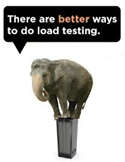 There are better ways
to do load testing.